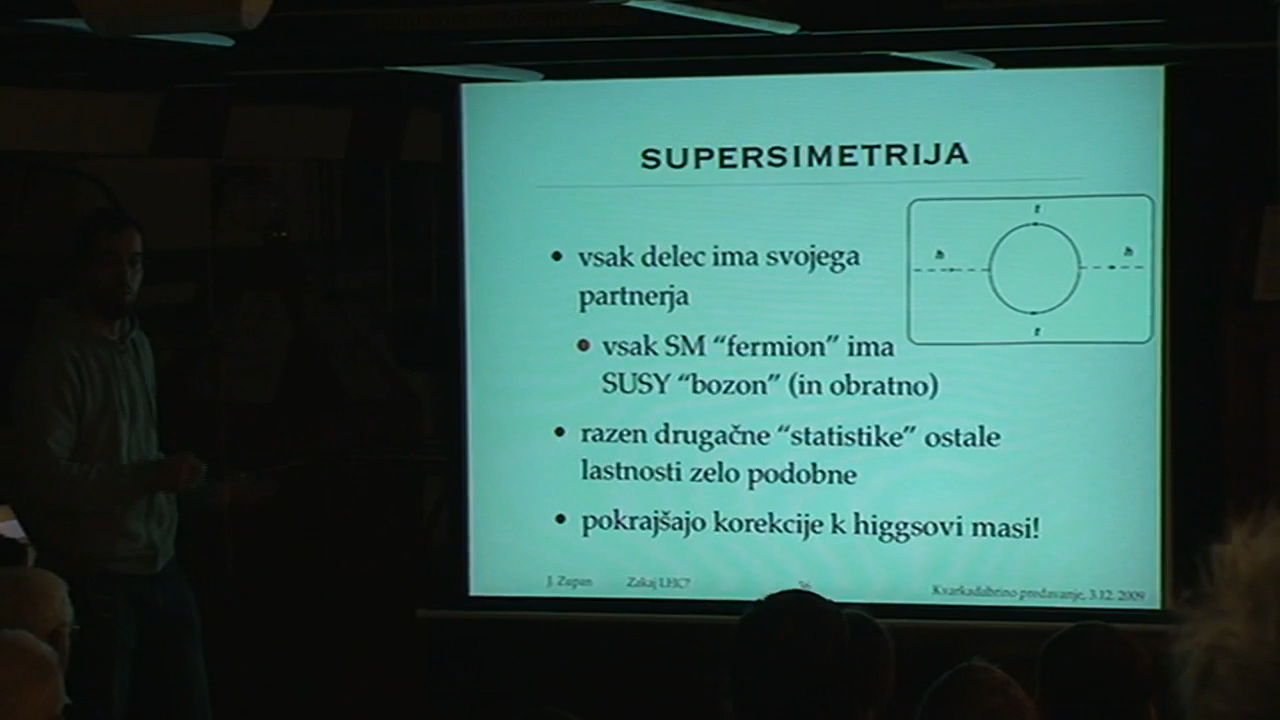 SUPERSIMETRIJA
t
h
h
t
• vsak delec ima svojega
partnerja
• vsak SM “fermion” ima
SUSY “bozon” (in obratno)
• razen drugačne “statistike” ostale
lastnosti zelo podobne
• pokrajšajo korekcije k higgsovi masi!
J. Zupan
Zakaj LHC?
Kvarkadabrino predavanje, 3.12. 2009